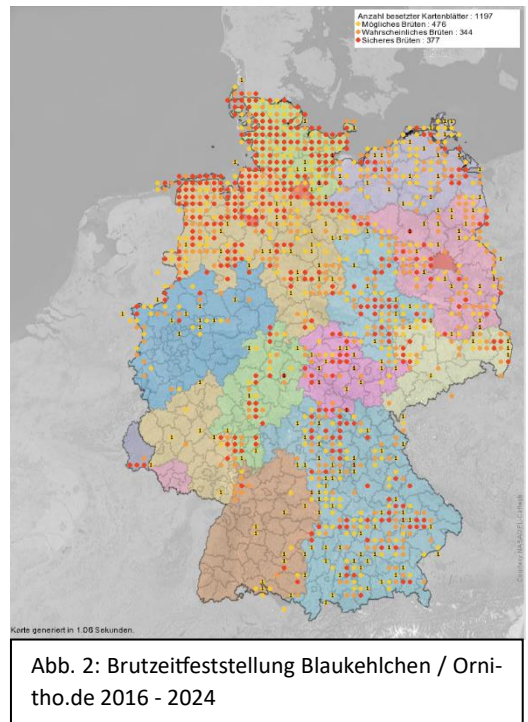 Anzahl besetzter Kartenblätter : 1197
Mögliches Brüten : 476
Wahrscheinliches Brüten : 344
Sicheres Brüten : 377
Karte generiert in 1.06 Sekunden.
Abb. 2: Brutzeitfeststellung Blaukehlchen / Orni-
tho.de 2016 - 2024